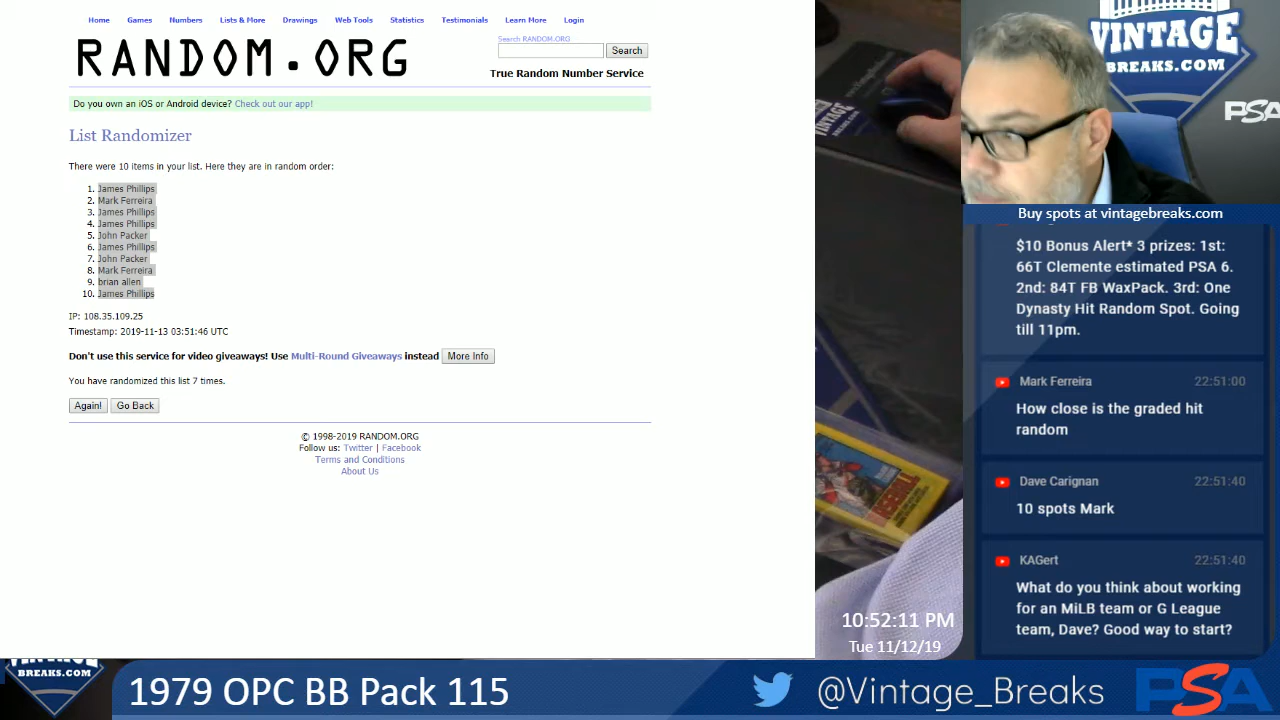 Home Games Numbers Lists & More Drawings Web Tools Statistics Testimonials Learn More Login
RANDOM.ORG
Search RANDOM.ORG
Search
True Random Number Service
Do you own an iOS or Android device? Check out our app!
List Randomizer
There were 10 items in your list. Here they are in random order:
1. James Phillips
2. Mark Ferreira
3. James Phillips
4. James Phillips
5. John Packer
6. James Phillips
7. John Packer
8. Mark Ferreira
9. brian allen
10. James Phillips
IP: 108.35.109.25
Timestamp: 2019-11-13 03:51:46 UTC
Don't use this service for video giveaways! Use Multi-Round Giveaways instead More Info
You have randomized this list 7 times.
Again! Go Back
© 1998-2019 RANDOM.ORG
Follow us: Twitter | Facebook
Terms and Conditions
About Us
VINTAGE
BREAKS.COM
PSA
VINTAGE
BREAKS.COM
Buy spots at vintagebreaks.com
$10 Bonus Alert* 3 prizes: 1st:
66T Clemente estimated PSA 6.
2nd: 84T FB WaxPack. 3rd: One
Dynasty Hit Random Spot. Going
till 11pm.
Mark Ferreira 22:51:00
How close is the graded hit
random
Dave Carignan 22:51:40
10 spots Mark
KAGert 22:51:40
What do you think about working
for an MiLB team or G League
team, Dave? Good way to start?
10:52:11 PM
Tue 11/12/19
VINTAGE
BREAKS.COM
1979 OPC BB Pack 115
@Vintage_Breaks
PSA